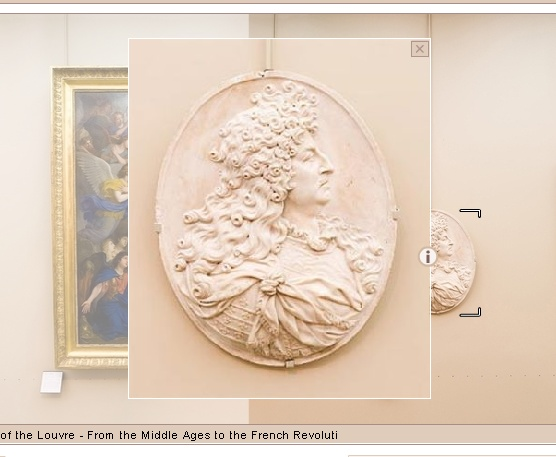 of the Louvre - From the Middle Ages to the French Revoluti